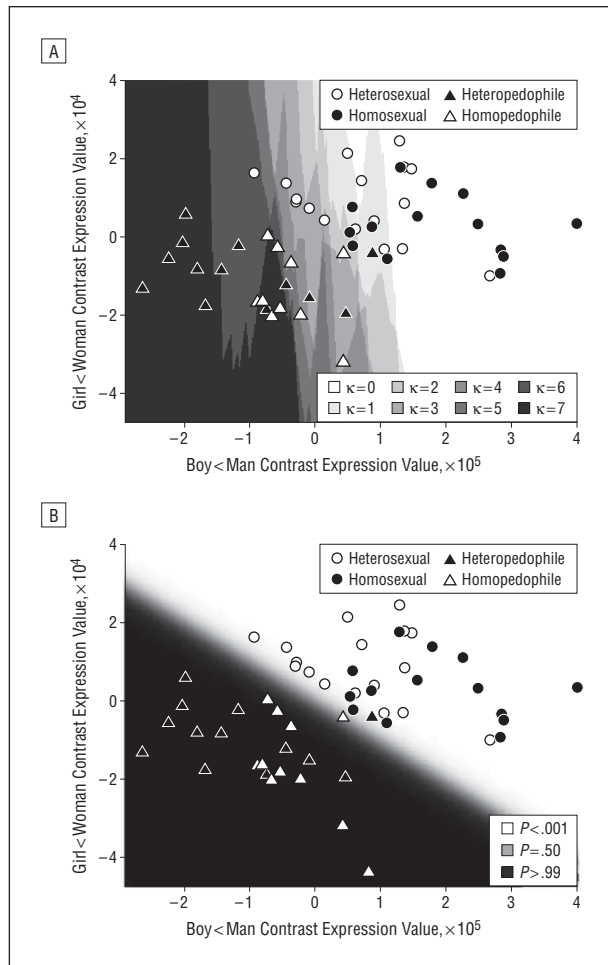 A
4
2
0
−2
−4
Girl<Woman Contrast Expression Value, ×10⁴
Heterosexual Heteropedophile
Homosexual Homopedophile
κ=0 κ=2 κ=4 κ=6
κ=1 κ=3 κ=5 κ=7
−2 −1 0 1 2 3 4
Boy<Man Contrast Expression Value, ×10⁵
B
4
2
0
−2
−4
Girl<Woman Contrast Expression Value, ×10⁴
Heterosexual Heteropedophile
Homosexual Homopedophile
P<.001
P=.50
P>.99
−2 −1 0 1 2 3 4
Boy<Man Contrast Expression Value, ×10⁵